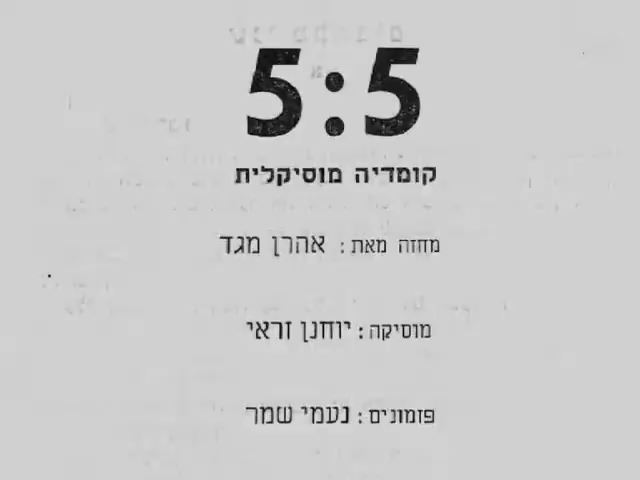 5:5
קומדיה מוסיקלית
מחזה מאת: אהרן מגד
מוסיקה: יוחנן זראי
פזמונים: נעמי שמר